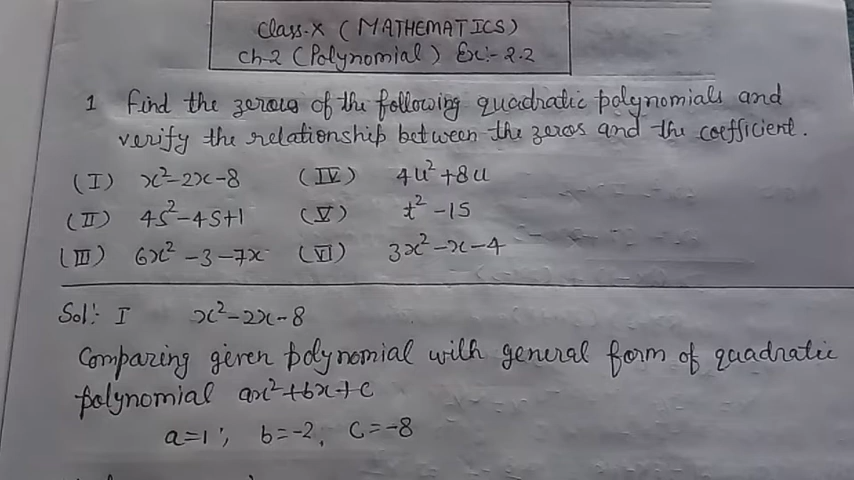 Class-X (MATHEMATICS)
Ch-2 (Polynomial) Ex:- 2.2
1 Find the zeroes of the following quadratic polynomials and
verify the relationship between the zeros and the coefficient.
(I) x²-2x-8 (IV) 4u²+8u
(II) 4s²-4s+1 (V) t²-15
(III) 6x²-3-7x (VI) 3x²-x-4
Sol:- I x²-2x-8
Comparing given polynomial with general form of quadratic
polynomial ax²+bx+c
a=1; b=-2, c=-8